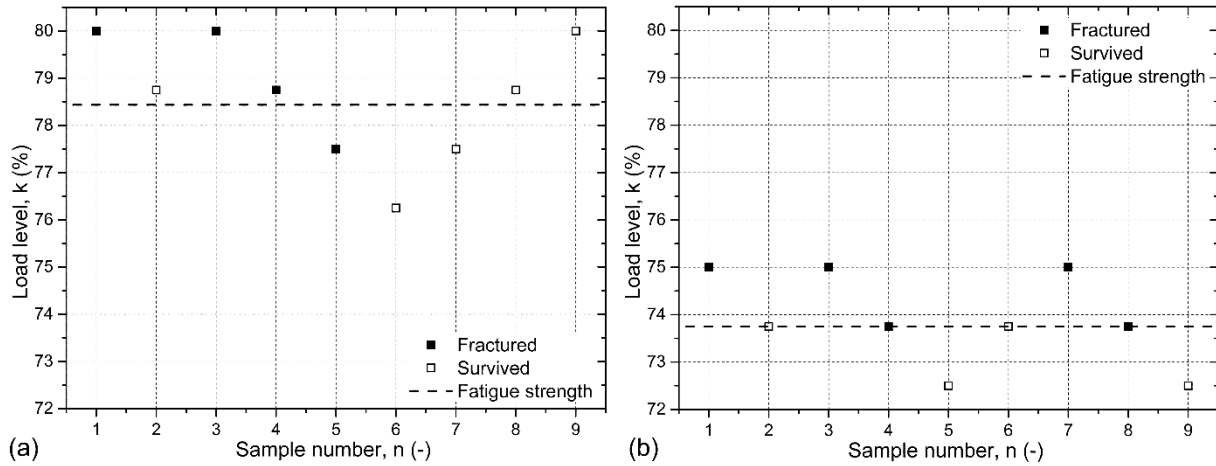 80
79
78
77
76
75
74
73
72
Load level, k (%)
Fractured
Survived
Fatigue strength
1 2 3 4 5 6 7 8 9
Sample number, n (-)
(a)
80
79
78
77
76
75
74
73
72
Load level, k (%)
Fractured
Survived
Fatigue strength
1 2 3 4 5 6 7 8 9
Sample number, n (-)
(b)